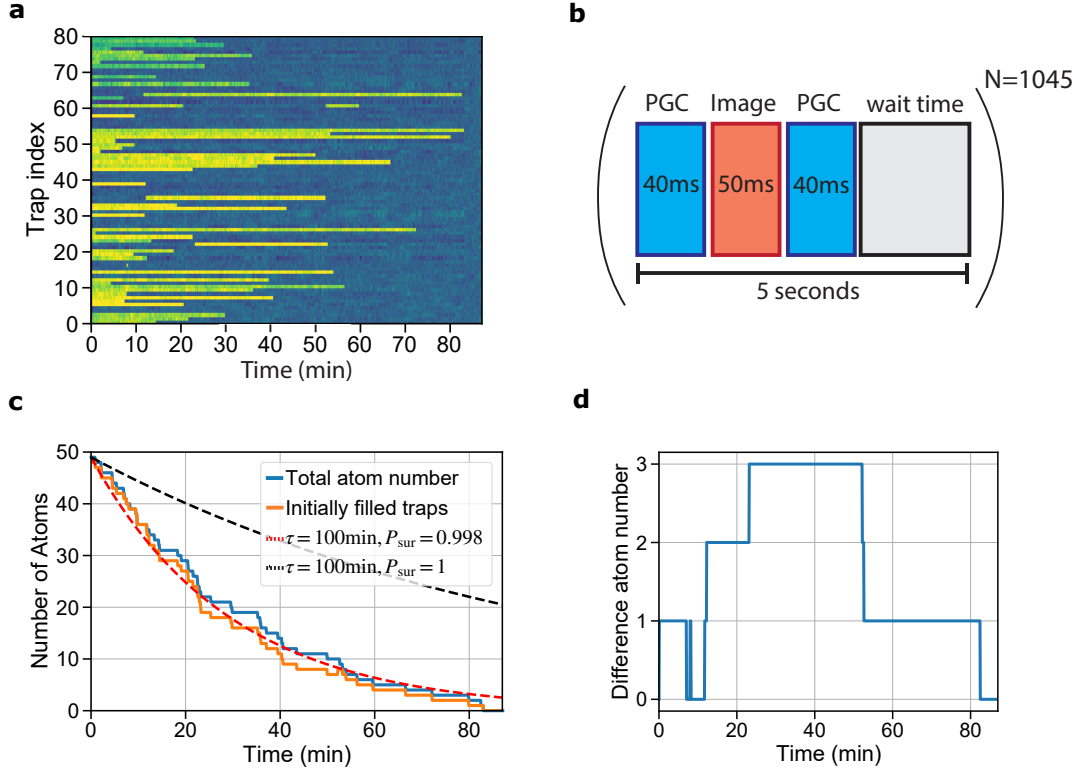 a
80
70
60
50
40
30
20
10
0
Trap index
0 10 20 30 40 50 60 70 80
Time (min)
b
N=1045
PGC Image PGC wait time
40ms 50ms 40ms
5 seconds
c
50
40
30
20
10
0
Number of Atoms
Total atom number
Initially filled traps
τ = 100min, P_sur = 0.998
τ = 100min, P_sur = 1
0 20 40 60 80
Time (min)
d
3
2
1
0
Difference atom number
0 20 40 60 80
Time (min)